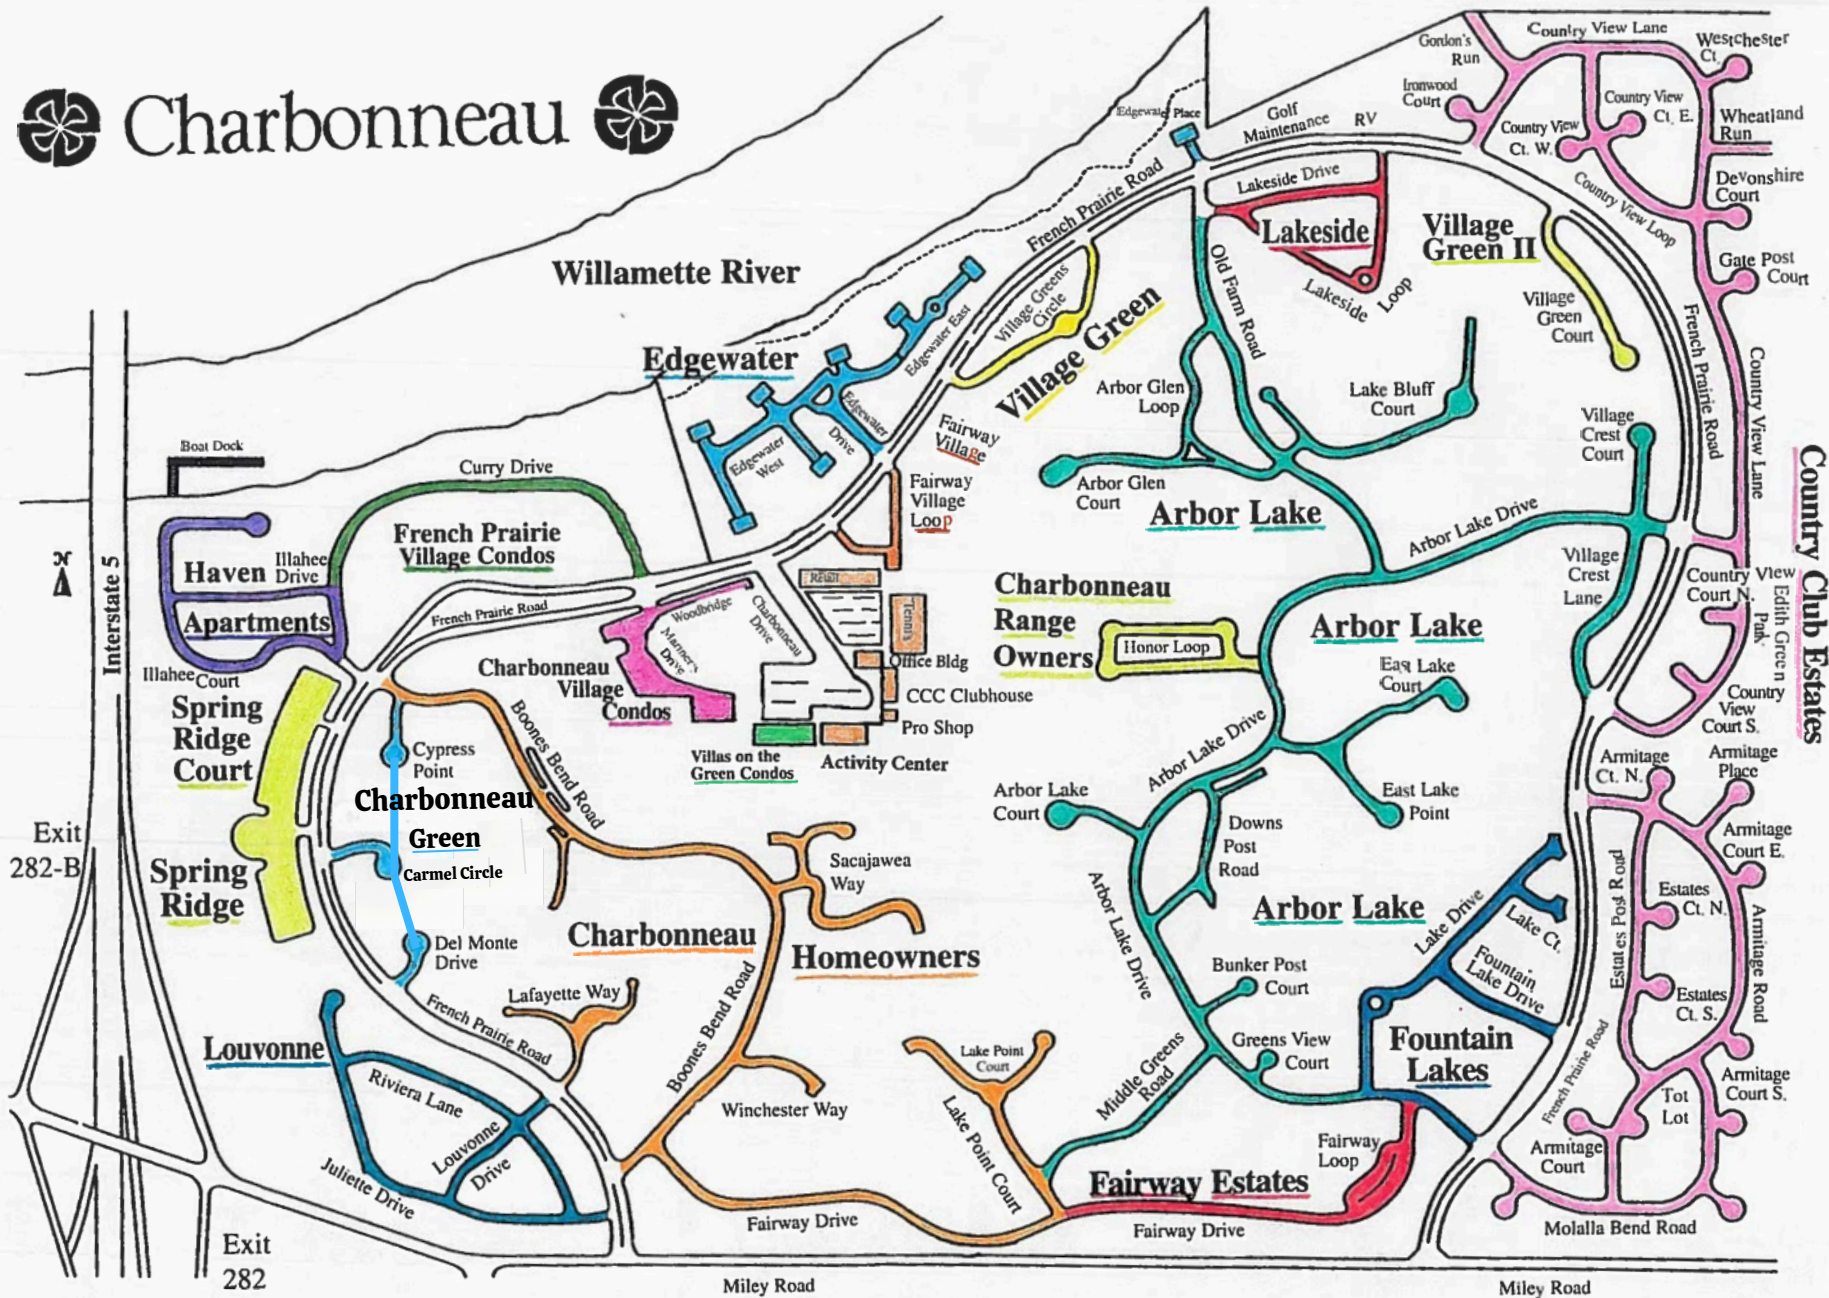 Charbonneau
Willamette River
Edgewater Place
Golf
Maintenance
RV
Gordon's
Run
Country View Lane
Westchester
Ct.
Ironwood
Court
Country View
Ct. E.
Country View
Ct. W.
Wheatland
Run
Devonshire
Court
Country View Loop
Gate Post
Court
French Prairie Road
Lakeside Drive
Lakeside
Lakeside
Loop
Village
Green II
Village
Green
Court
Old Farm Road
Village Greens
Circle
Village Green
Edgewater East
Edgewater
Edgewater
Drive
Edgewater
West
Arbor Glen
Loop
Lake Bluff
Court
French Prairie Road
Country View Lane
Village
Crest
Court
Fairway
Village
Fairway
Village
Loop
Arbor Glen
Court
Arbor Lake
Arbor Lake Drive
Country Club Estates
Boat Dock
Curry Drive
French Prairie
Village Condos
Interstate 5
N
Haven
Illahee
Drive
Apartments
Illahee Court
French Prairie Road
Woodbridge
Mariners
Drive
Charbonneau
Drive
Tennis
Office Bldg
CCC Clubhouse
Pro Shop
Activity Center
Villas on the
Green Condos
Charbonneau
Village
Condos
Charbonneau
Range
Owners
Honor Loop
Arbor Lake
East Lake
Court
Village
Crest
Lane
Country View
Court N.
Edith Green
Park
Country
View
Court S.
Spring
Ridge
Court
Spring
Ridge
Exit
282-B
Cypress
Point
Charbonneau
Green
Carmel Circle
Del Monte
Drive
Boones Bend Road
Sacajawea
Way
Charbonneau
Homeowners
Arbor Lake Drive
Arbor Lake
Court
East Lake
Point
Downs
Post
Road
Arbor Lake
Arbor Lake Drive
Bunker Post
Court
Greens View
Court
Armitage
Ct. N.
Armitage
Place
Armitage
Court E.
Estates Post Road
Estates
Ct. N.
Armitage Road
Estates
Ct. S.
Armitage
Court S.
Tot
Lot
Armitage
Court
Molalla Bend Road
Lake Drive
Lake Ct.
Fountain
Lake Drive
Fountain
Lakes
French Prairie Road
Louvonne
Riviera Lane
Louvonne
Drive
Juliette Drive
French Prairie Road
Lafayette Way
Boones Bend Road
Winchester Way
Lake Point
Court
Lake Point Court
Middle Greens
Road
Fairway
Loop
Fairway Estates
Fairway Drive
Fairway Drive
Exit
282
Miley Road
Miley Road